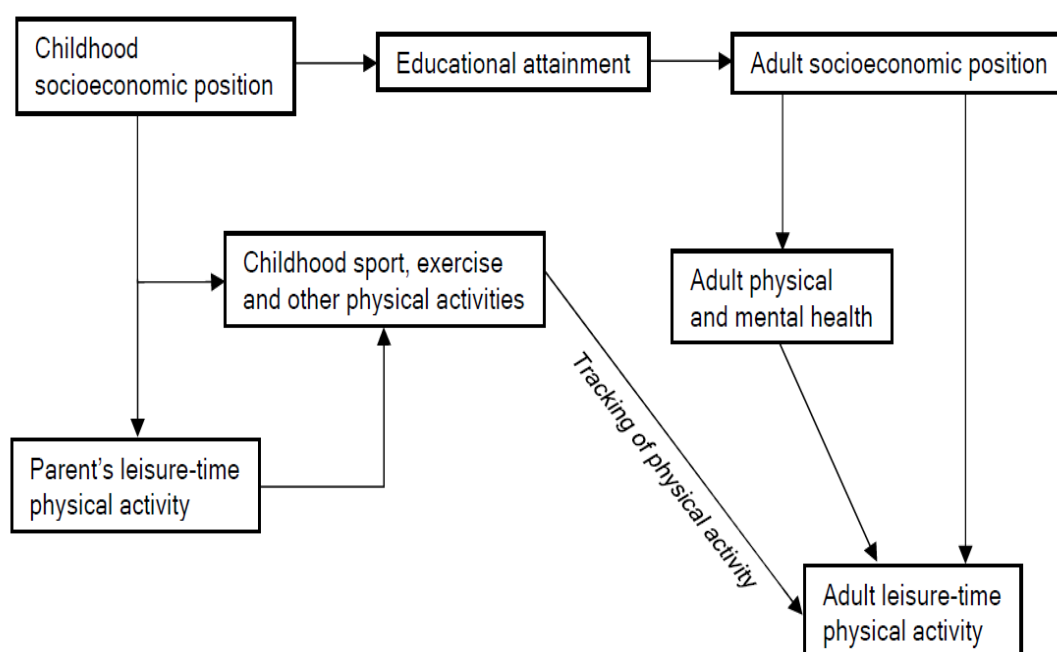 Childhood
socioeconomic position
Educational attainment
Adult socioeconomic position
Childhood sport, exercise
and other physical activities
Adult physical
and mental health
Tracking of physical activity
Parent's leisure-time
physical activity
Adult leisure-time
physical activity